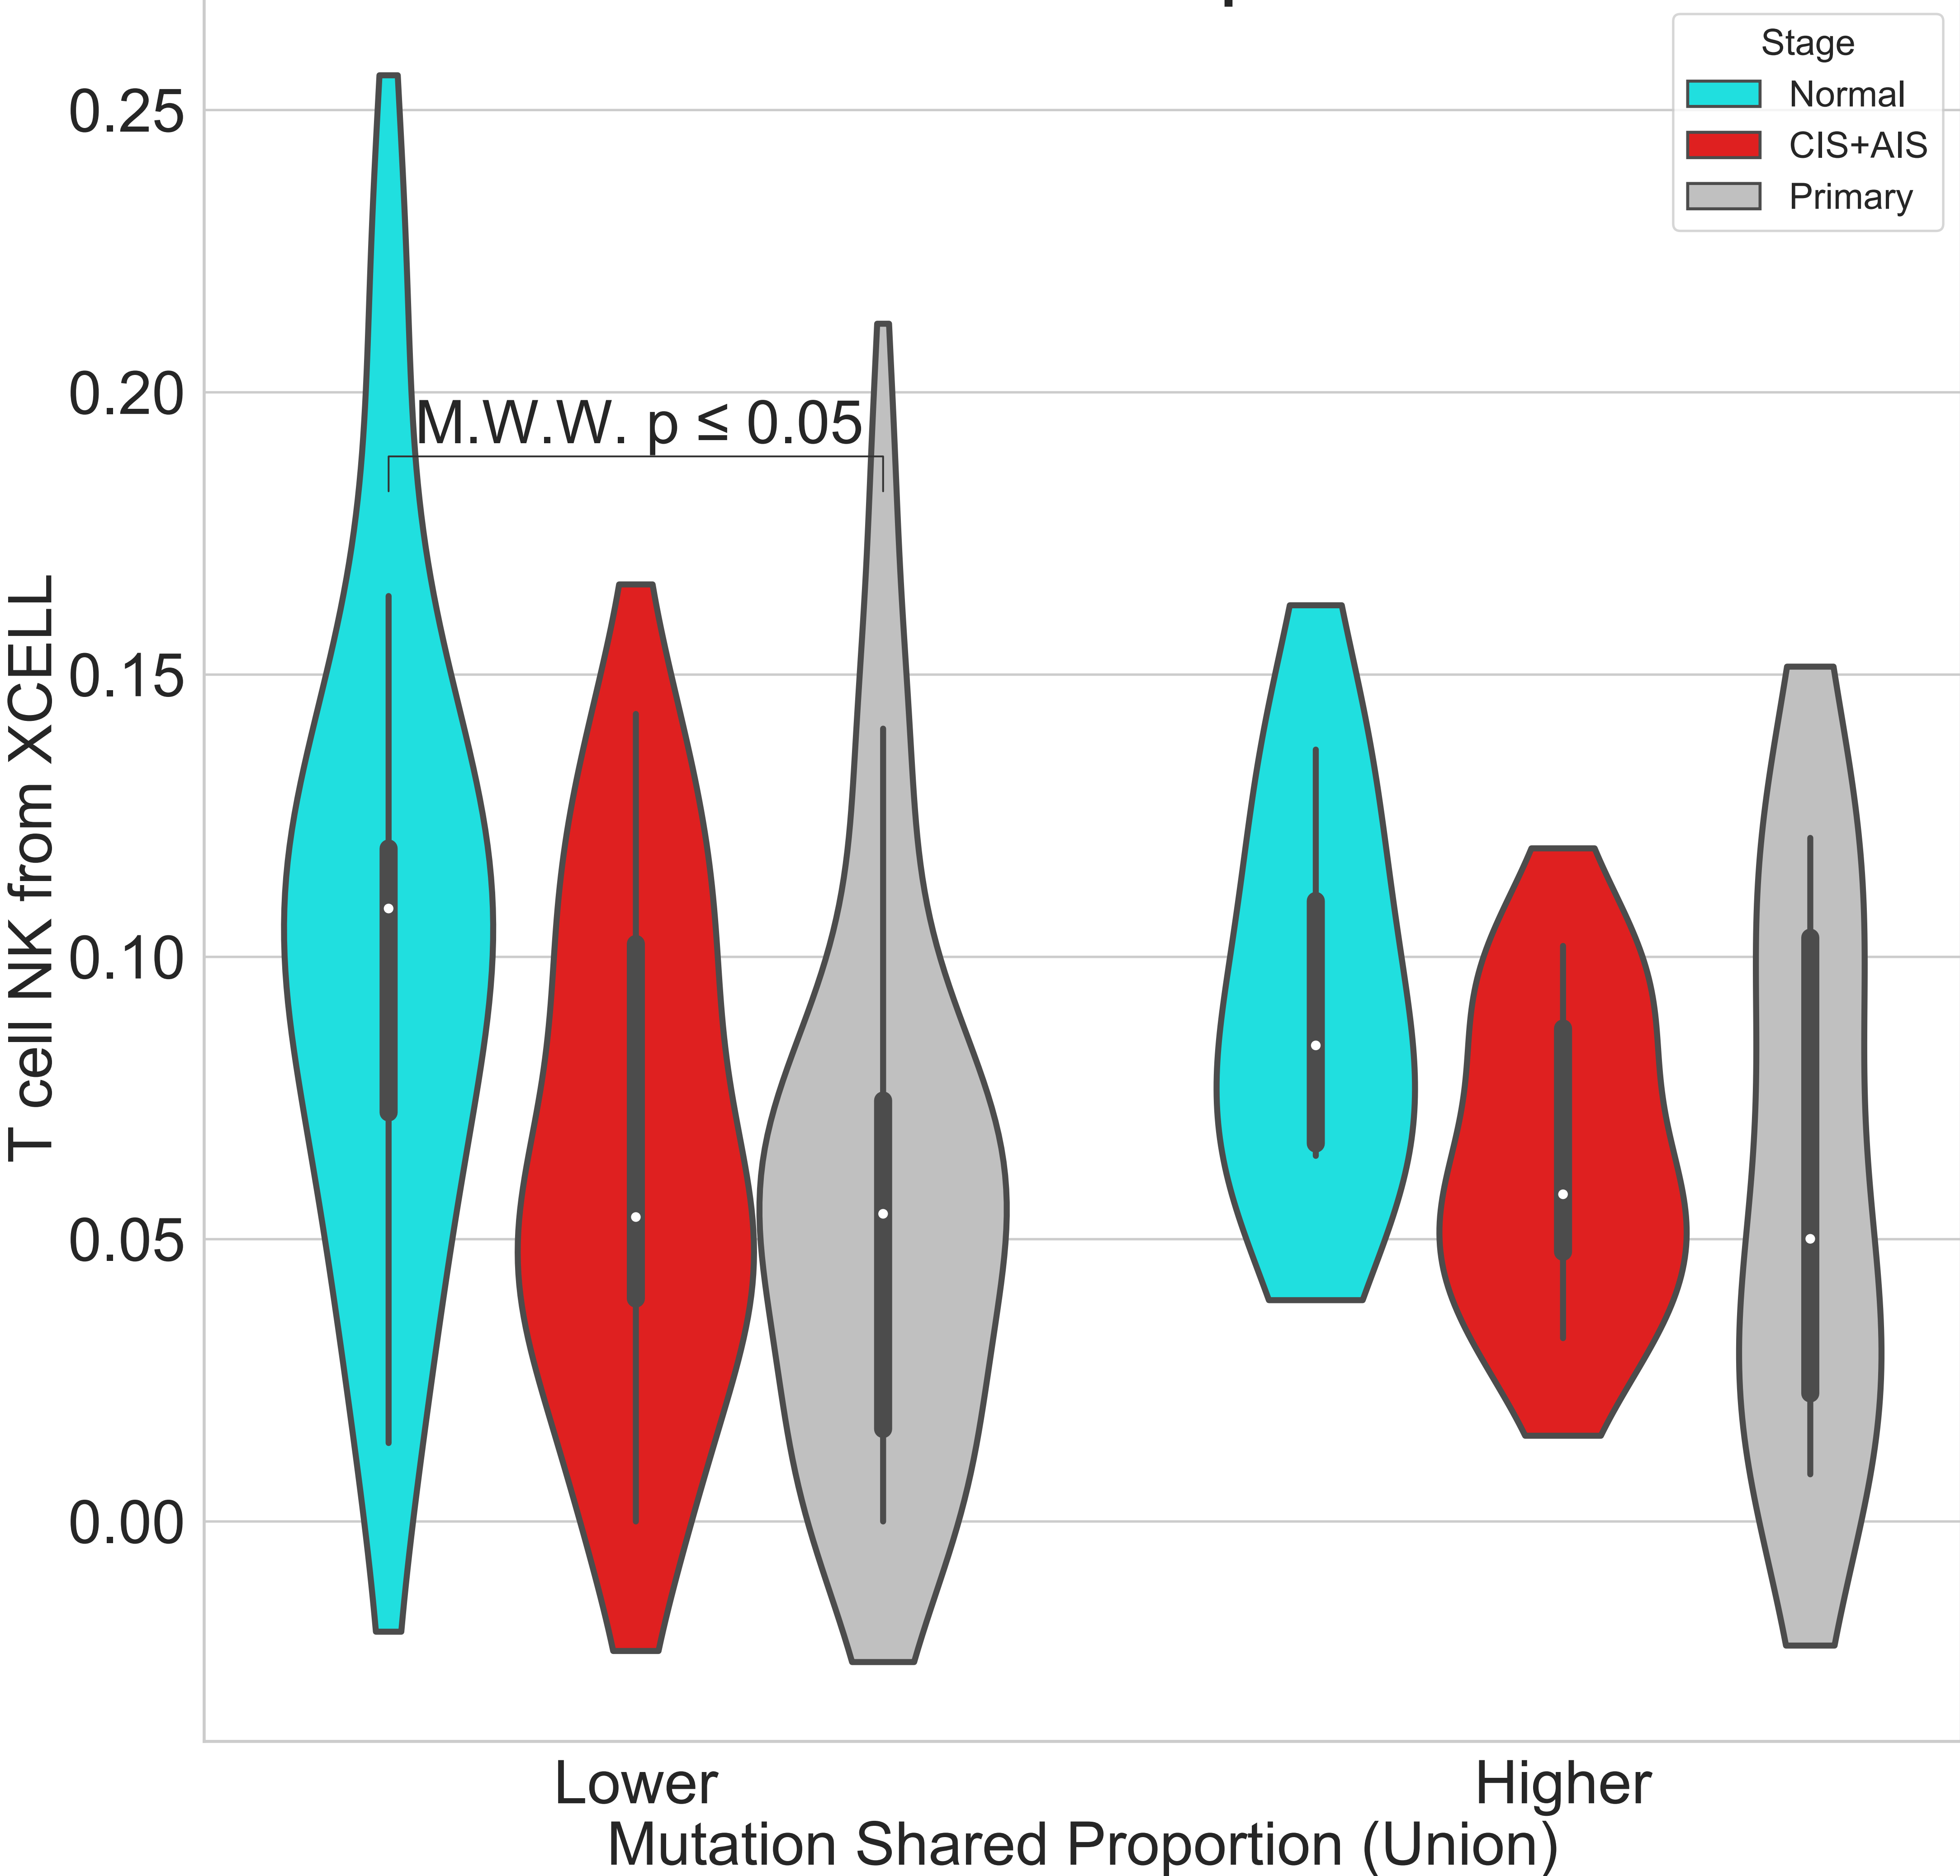 Stage
Normal
CIS+AIS
Primary
0.25
0.20
0.15
0.10
0.05
0.00
T cell NK from XCELL
M.W.W. p ≤ 0.05
Lower
Higher
Mutation Shared Proportion (Union)